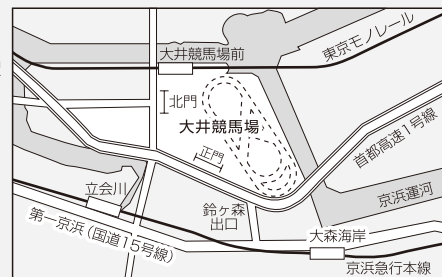 大井競馬場前
東京モノレール
北門
大井競馬場
正門
首都高速1号線
立会川
鈴ヶ森
出口
京浜運河
第一京浜(国道15号線)
大森海岸
京浜急行本線